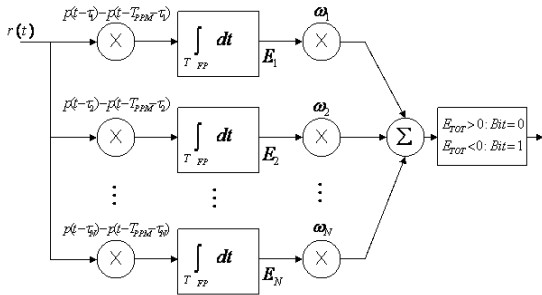 p(t-τ1)-p(t-TPPM-τ1)
ω1
r(t)
× ∫ dt ×
T FP E1
p(t-τ2)-p(t-TPPM-τ2)
ω2
× ∫ dt × Σ
T FP E2
ETOT>0: Bit=0
ETOT<0: Bit=1
⋮ ⋮ ⋮
p(t-τN)-p(t-TPPM-τN)
ωN
× ∫ dt ×
T FP EN